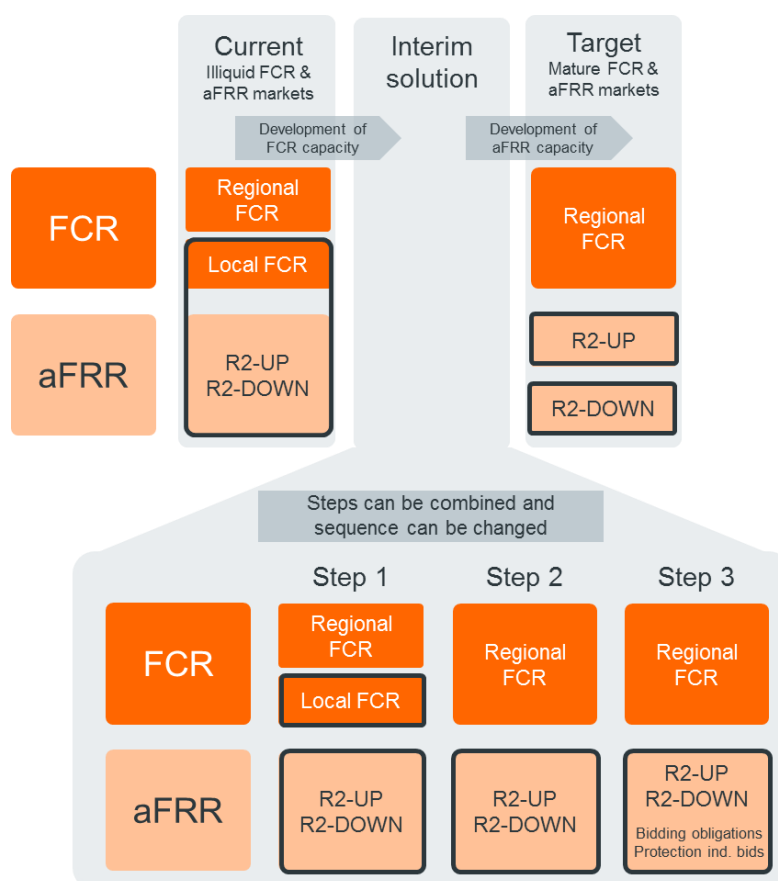 Current
Illiquid FCR &
aFRR markets
Interim
solution
Target
Mature FCR &
aFRR markets
Development of
FCR capacity
Development of
aFRR capacity
FCR
Regional
FCR
Local FCR
Regional
FCR
aFRR
R2-UP
R2-DOWN
R2-UP
R2-DOWN
Steps can be combined and
sequence can be changed
Step 1
Step 2
Step 3
FCR
Regional
FCR
Local FCR
Regional
FCR
Regional
FCR
aFRR
R2-UP
R2-DOWN
R2-UP
R2-DOWN
R2-UP
R2-DOWN
Bidding obligations
Protection ind. bids